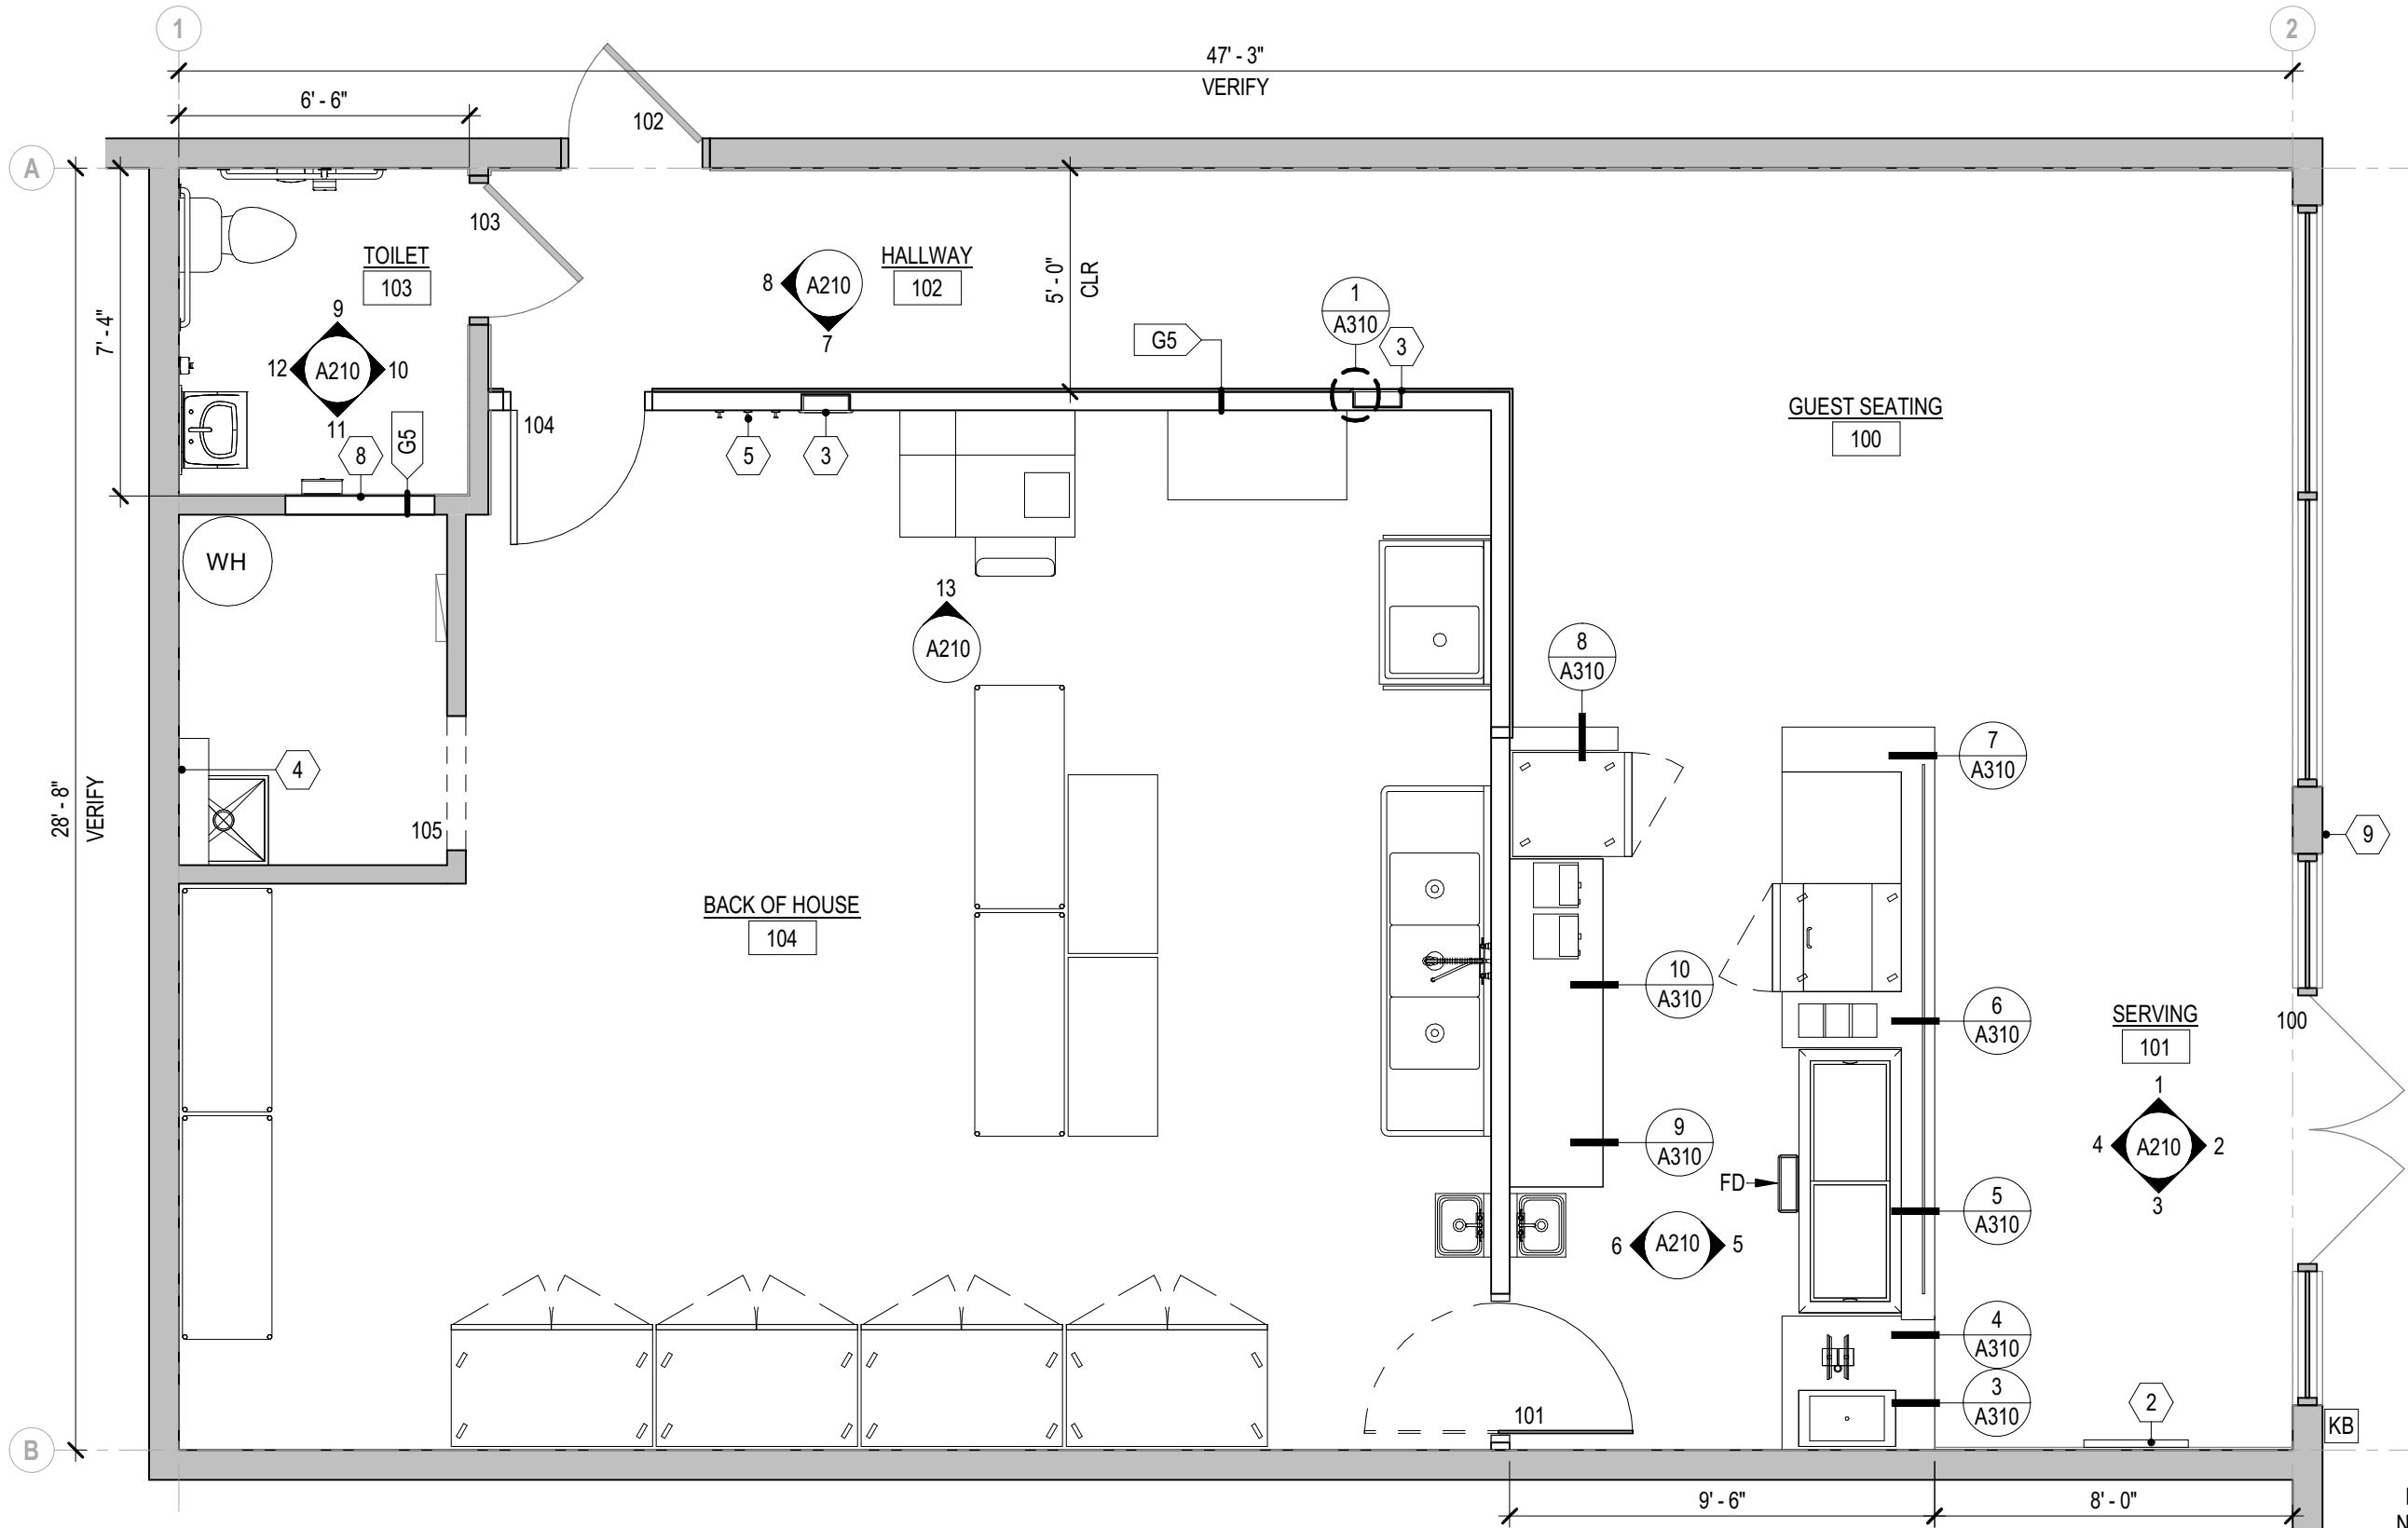 1
2
47' - 3"
VERIFY
6' - 6"
102
A
103
TOILET
103
HALLWAY
102
8
A210
7
5' - 0"
CLR
1
A310
3
G5
7' - 4"
9
12
A210
10
11
8
G5
104
5
3
GUEST SEATING
100
WH
13
A210
8
A310
7
A310
4
28' - 8"
VERIFY
105
9
BACK OF HOUSE
104
10
A310
6
A310
100
SERVING
101
1
4
A210
2
3
9
A310
FD
5
A310
6
A210
5
4
A310
3
A310
101
2
KB
B
9' - 6"
8' - 0"